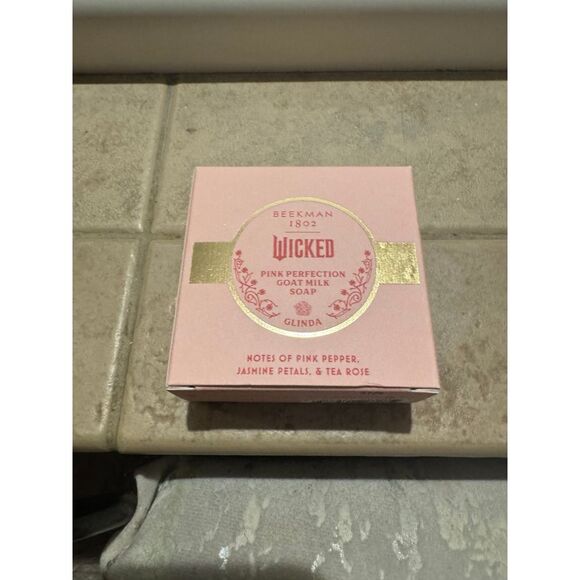 BEEKMAN
1802
WICKED
PINK PERFECTION
GOAT MILK
SOAP
GLINDA
NOTES OF PINK PEPPER,
JASMINE PETALS, & TEA ROSE